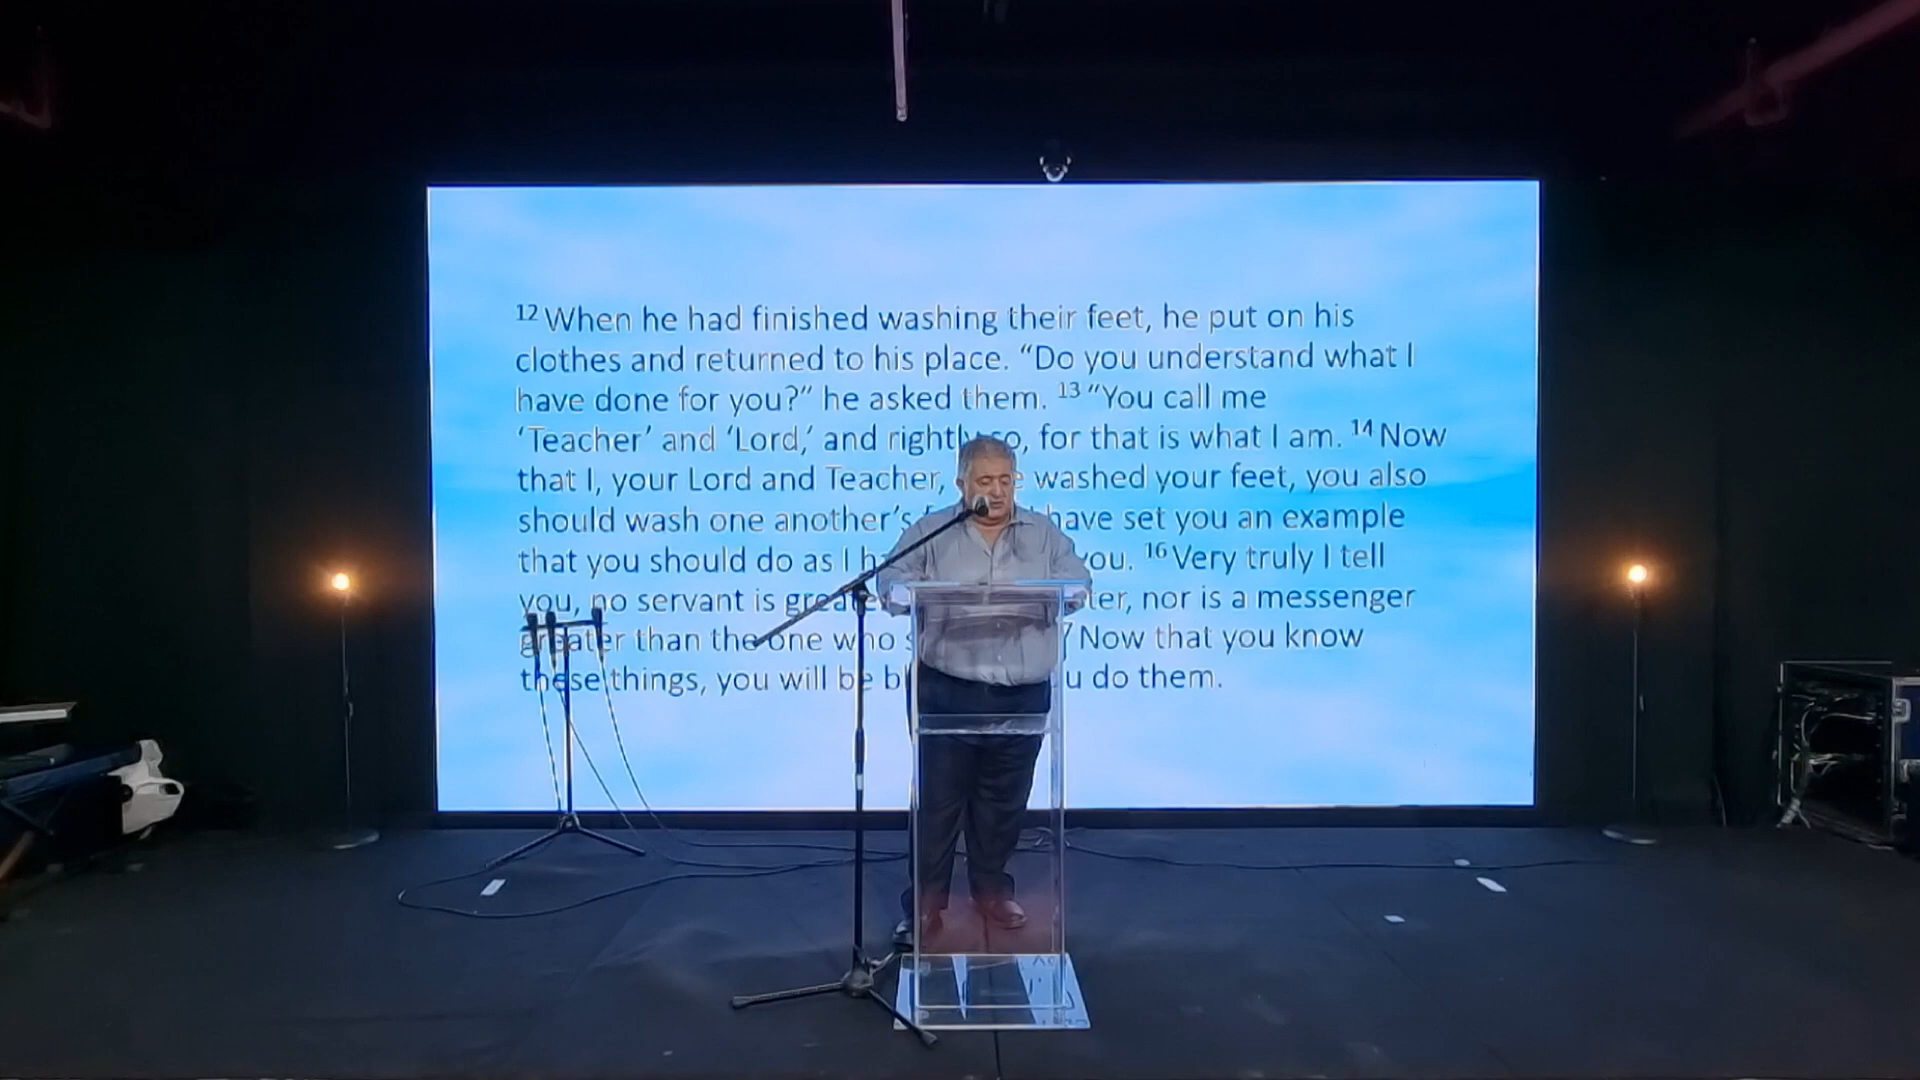 12 When he had finished washing their feet, he put on his
clothes and returned to his place. “Do you understand what I
have done for you?” he asked them. 13 “You call me
‘Teacher’ and ‘Lord,’ and rightly so, for that is what I am. 14 Now
that I, your Lord and Teacher, washed your feet, you also
should wash one another’s have set you an example
that you should do as I you. 16 Very truly I tell
you, no servant is greater nor is a messenger
greater than the one who Now that you know
these things, you will be do them.